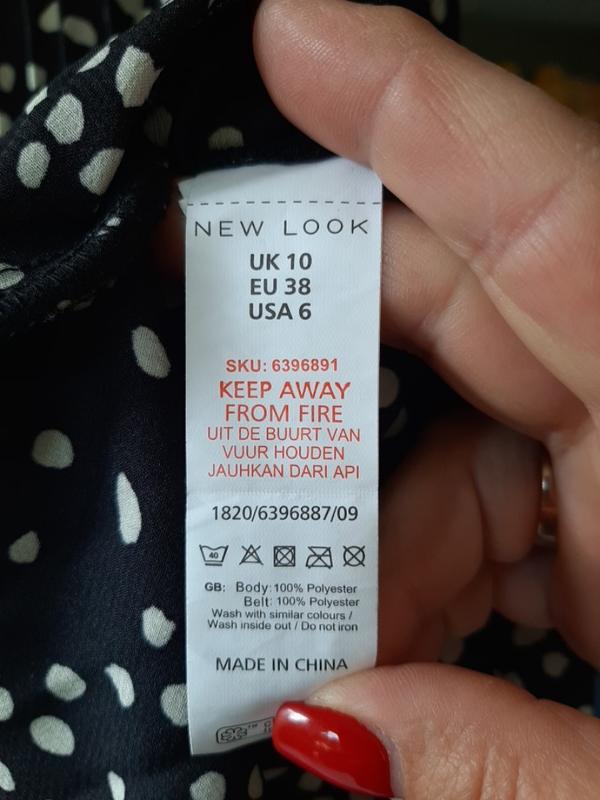 NEW LOOK
UK 10
EU 38
USA 6
SKU: 6396891
KEEP AWAY
FROM FIRE
UIT DE BUURT VAN
VUUR HOUDEN
JAUHKAN DARI API
1820/6396887/09
40
GB: Body: 100% Polyester
Belt: 100% Polyester
Wash with similar colours /
Wash inside out / Do not iron
MADE IN CHINA